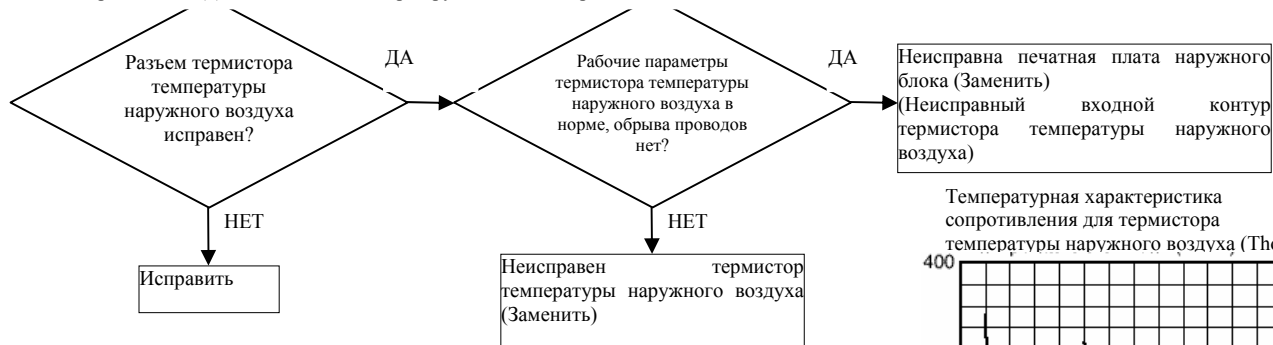 Разъем термистора
температуры
наружного воздуха
исправен?
ДА
Рабочие параметры
термистора температуры
наружного воздуха в
норме, обрыва проводов
нет?
ДА
Неисправна печатная плата наружного
блока (Заменить)
(Неисправный входной контур
термистора температуры наружного
воздуха)
НЕТ
Исправить
НЕТ
Неисправен термистор
температуры наружного воздуха
(Заменить)
Температурная характеристика
сопротивления для термистора
температуры наружного воздуха
400